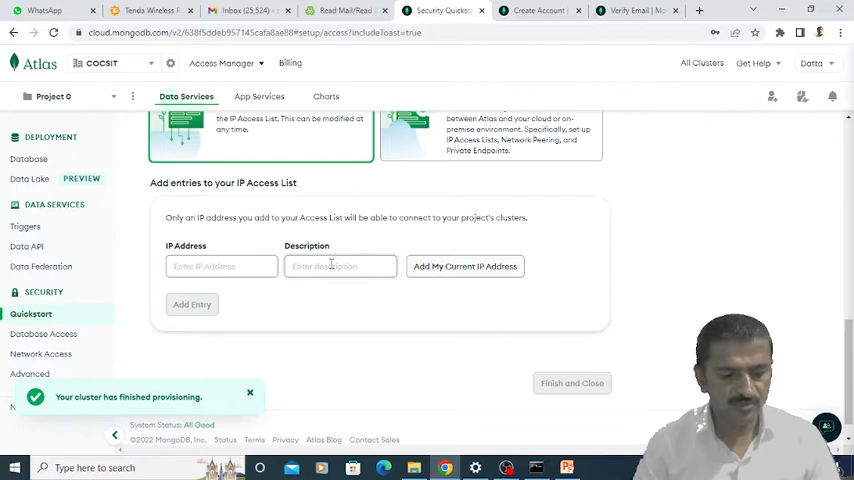 WhatsApp
Tenda Wireless R
Inbox (25,524) -
Read Mail/Read
Security Quicksta
Create Account |
Verify Email | Mo
cloud.mongodb.com/v2/638f5ddeb957145cafa8ae88#setup/access?includeToast=true
Atlas
COCSIT
Access Manager
Billing
All Clusters
Get Help
Datta
Project 0
Data Services
App Services
Charts
DEPLOYMENT
Database
Data Lake PREVIEW
DATA SERVICES
Triggers
Data API
Data Federation
SECURITY
Quickstart
Database Access
Network Access
Advanced
the IP Access List. This can be modified at
any time.
between Atlas and your cloud or on-
premise environment. Specifically, set up
IP Access Lists, Network Peering, and
Private Endpoints.
Add entries to your IP Access List
Only an IP address you add to your Access List will be able to connect to your project's clusters.
IP Address
Description
Enter IP Address
Enter description
Add My Current IP Address
Add Entry
Finish and Close
Your cluster has finished provisioning.
System Status: All Good
©2022 MongoDB, Inc. Status Terms Privacy Atlas Blog Contact Sales
Type here to search